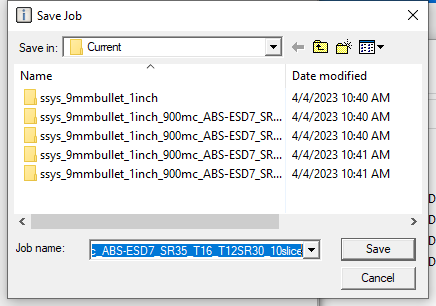 Save Job
Save in: Current
Name Date modified
ssys_9mmbullet_1inch 4/4/2023 10:40 AM
ssys_9mmbullet_1inch_900mc_ABS-ESD7_SR... 4/4/2023 10:40 AM
ssys_9mmbullet_1inch_900mc_ABS-ESD7_SR... 4/4/2023 10:40 AM
ssys_9mmbullet_1inch_900mc_ABS-ESD7_SR... 4/4/2023 10:41 AM
ssys_9mmbullet_1inch_900mc_ABS-ESD7_SR... 4/4/2023 10:41 AM
Job name: c_ABS-ESD7_SR35_T16_T12SR30_10slice Save
Cancel